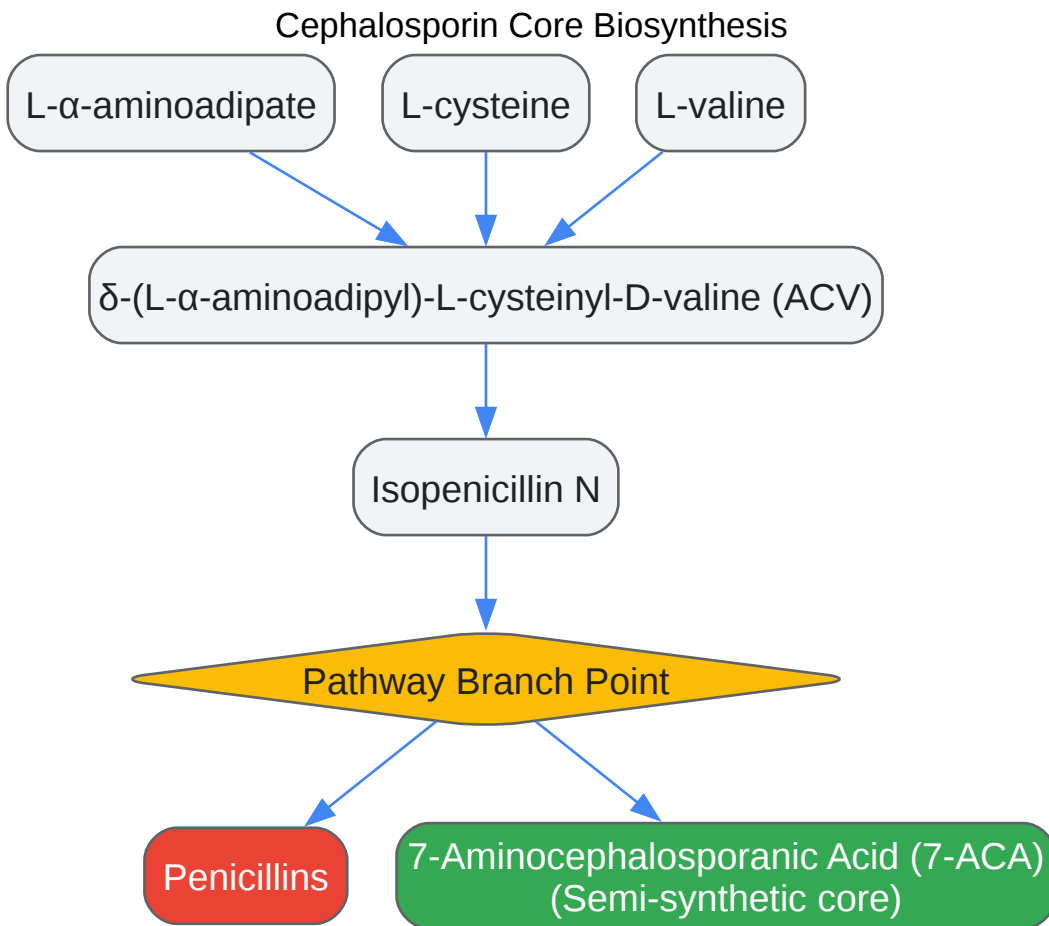 Cephalosporin Core Biosynthesis
L-α-aminoadipate
L-cysteine
L-valine
δ-(L-α-aminoadipyl)-L-cysteinyl-D-valine (ACV)
Isopenicillin N
Pathway Branch Point
Penicillins
7-Aminocephalosporanic Acid (7-ACA)
(Semi-synthetic core)